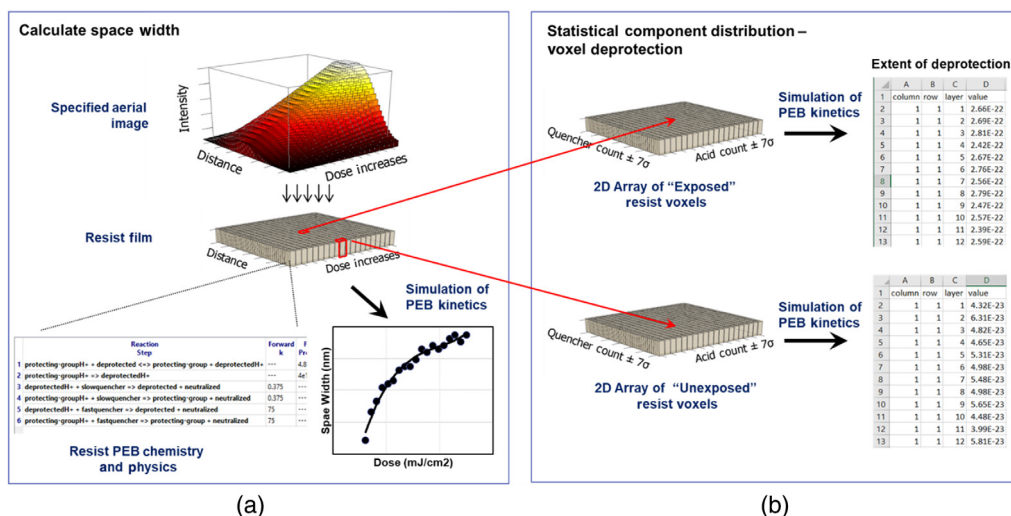 Calculate space width
Specified aerial
image
Intensity
Distance
Dose increases
Resist film
Distance
Dose increases
Simulation of
PEB kinetics
Reaction
Step
Forward
k
Pr
1 protecting-groupH+ + deprotected <=> protecting-group + deprotectedH+ --- 4.8
2 protecting-groupH+ => deprotectedH+ --- 4e1
3 deprotectedH+ + slowquencher => deprotected + neutralized 0.375 ---
4 protecting-groupH+ + slowquencher => protecting-group + neutralized 0.375 ---
5 deprotectedH+ + fastquencher => deprotected + neutralized 75 ---
6 protecting-groupH+ + fastquencher => protecting-group + neutralized 75 ---
Resist PEB chemistry
and physics
Spae Width (nm)
Dose (mJ/cm2)
(a)
Statistical component distribution –
voxel deprotection
Quencher count ± 7σ
Acid count ± 7σ
2D Array of "Exposed"
resist voxels
Simulation of
PEB kinetics
Extent of deprotection
A B C D
1 column row layer value
2 1 1 1 2.66E-22
3 1 1 2 2.69E-22
4 1 1 3 2.81E-22
5 1 1 4 2.42E-22
6 1 1 5 2.67E-22
7 1 1 6 2.76E-22
8 1 1 7 2.56E-22
9 1 1 8 2.79E-22
10 1 1 9 2.47E-22
11 1 1 10 2.57E-22
12 1 1 11 2.39E-22
13 1 1 12 2.59E-22
Quencher count ± 7σ
Acid count ± 7σ
2D Array of "Unexposed"
resist voxels
Simulation of
PEB kinetics
A B C D
1 column row layer value
2 1 1 1 4.32E-23
3 1 1 2 6.31E-23
4 1 1 3 4.82E-23
5 1 1 4 4.65E-23
6 1 1 5 5.31E-23
7 1 1 6 4.98E-23
8 1 1 7 5.48E-23
9 1 1 8 4.98E-23
10 1 1 9 5.65E-23
11 1 1 10 4.48E-23
12 1 1 11 3.99E-23
13 1 1 12 5.81E-23
(b)